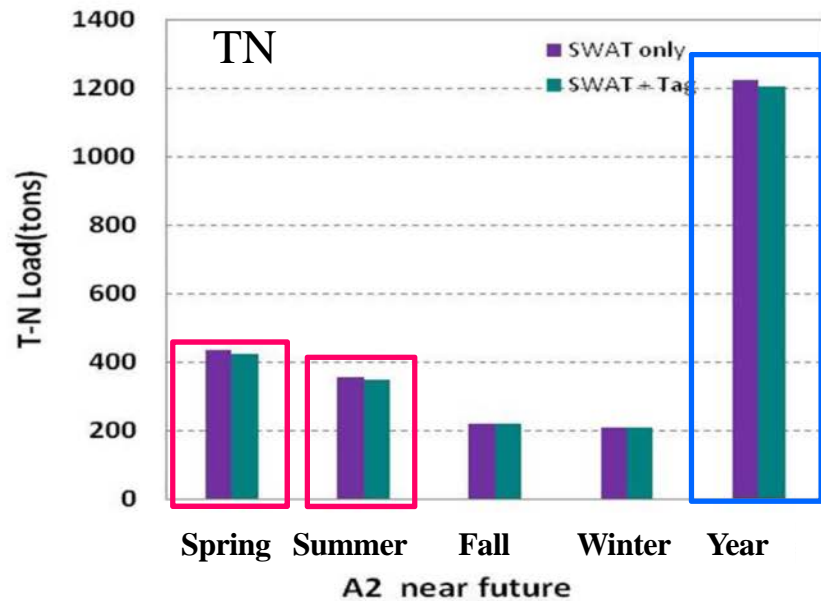 TN
SWAT only
SWAT + Tag
T-N Load(tons)
1400
1200
1000
800
600
400
200
0
Spring Summer Fall Winter Year
A2 near future